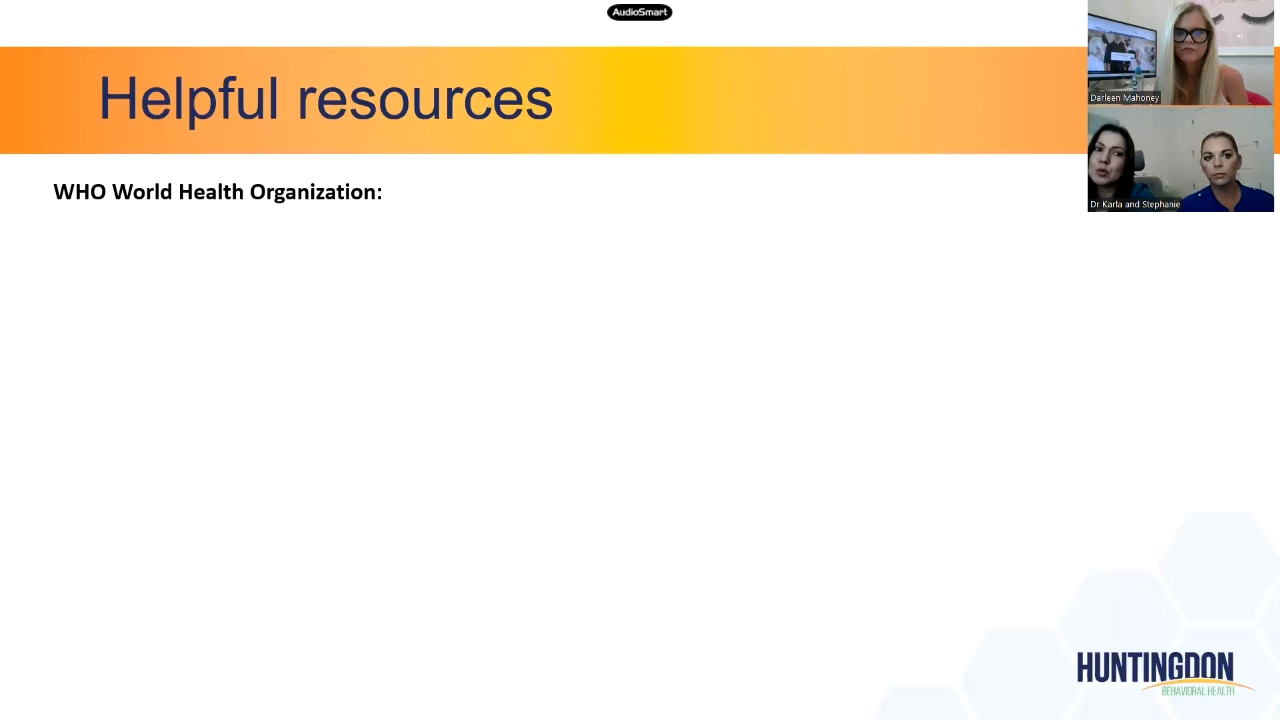 AudioSmart
Helpful resources
WHO World Health Organization:
Darleen Mahoney
Dr Karla and Stephanie
HUNTINGDON
BEHAVIORAL HEALTH